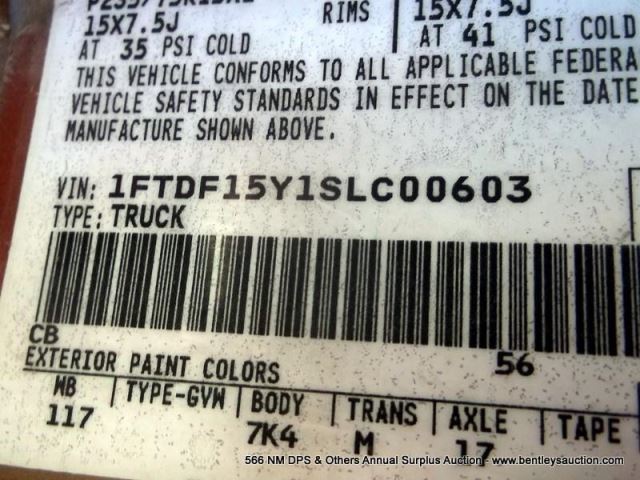 RIMS 15X7.5J
15X7.5J
AT 35 PSI COLD AT 41 PSI COLD
THIS VEHICLE CONFORMS TO ALL APPLICABLE FEDERA
VEHICLE SAFETY STANDARDS IN EFFECT ON THE DATE
MANUFACTURE SHOWN ABOVE.
VIN: 1FTDF15Y1SLC00603
TYPE: TRUCK
CB
EXTERIOR PAINT COLORS 56
WB TYPE-GVW BODY TRANS AXLE TAPE
117 7K4 M 17
566 NM DPS & Others Annual Surplus Auction - www.bentleysauction.com